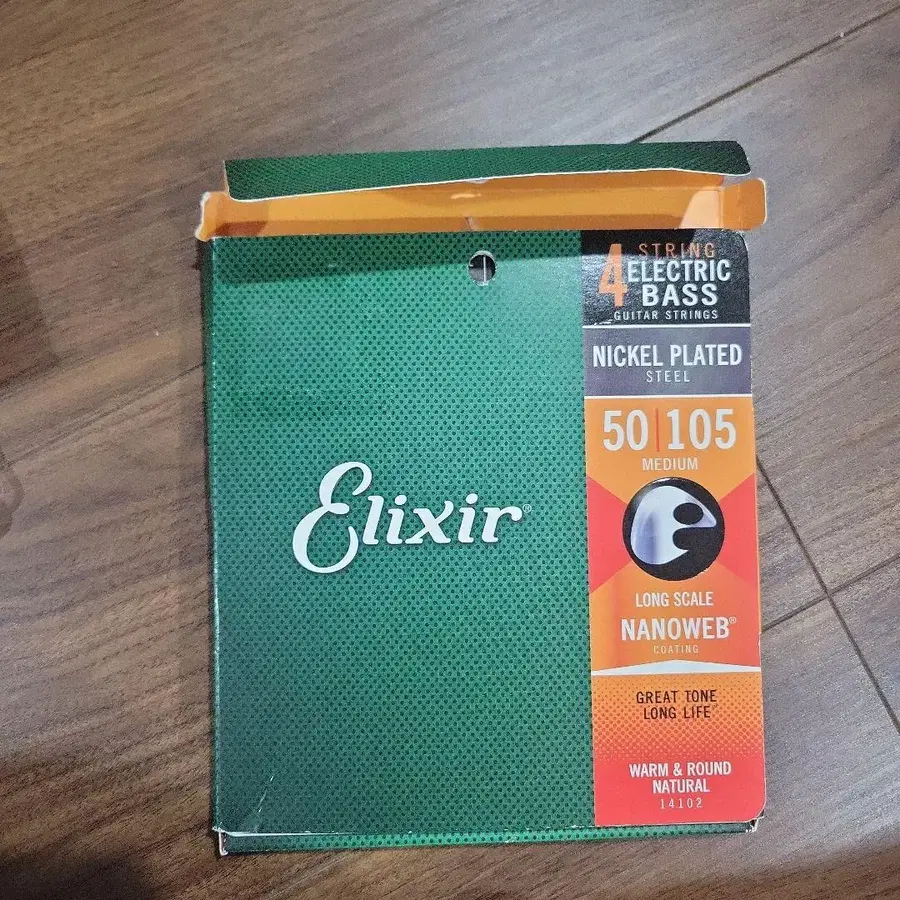 4 STRING
ELECTRIC
BASS
GUITAR STRINGS
NICKEL PLATED
STEEL
50|105
MEDIUM
Elixir®
LONG SCALE
NANOWEB®
COATING
GREAT TONE
LONG LIFE™
WARM & ROUND
NATURAL
14102